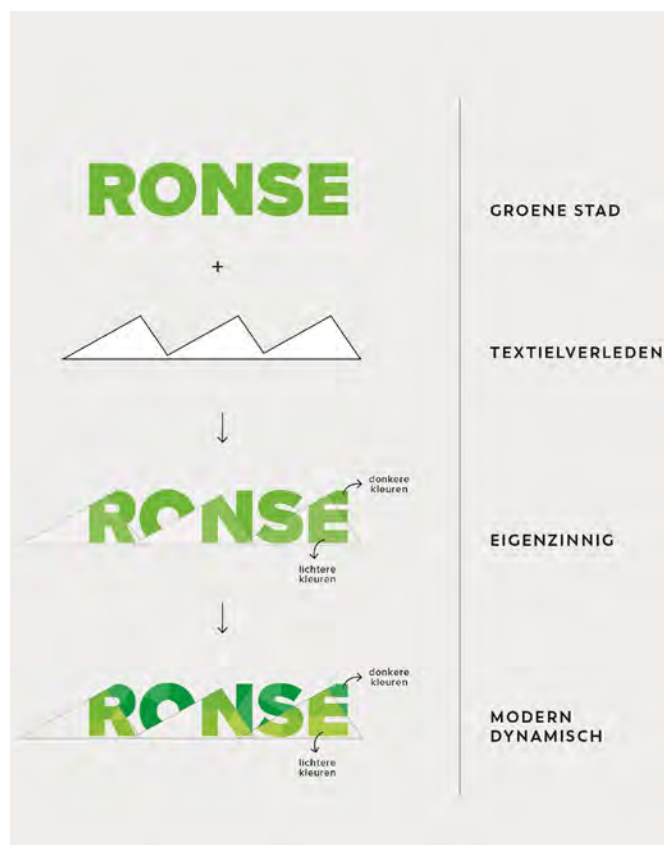 RONSE
GROENE STAD
+
TEXTIELVERLEDEN
RONSE
donkere
kleuren
lichtere
kleuren
EIGENZINNIG
RONSE
donkere
kleuren
lichtere
kleuren
MODERN
DYNAMISCH